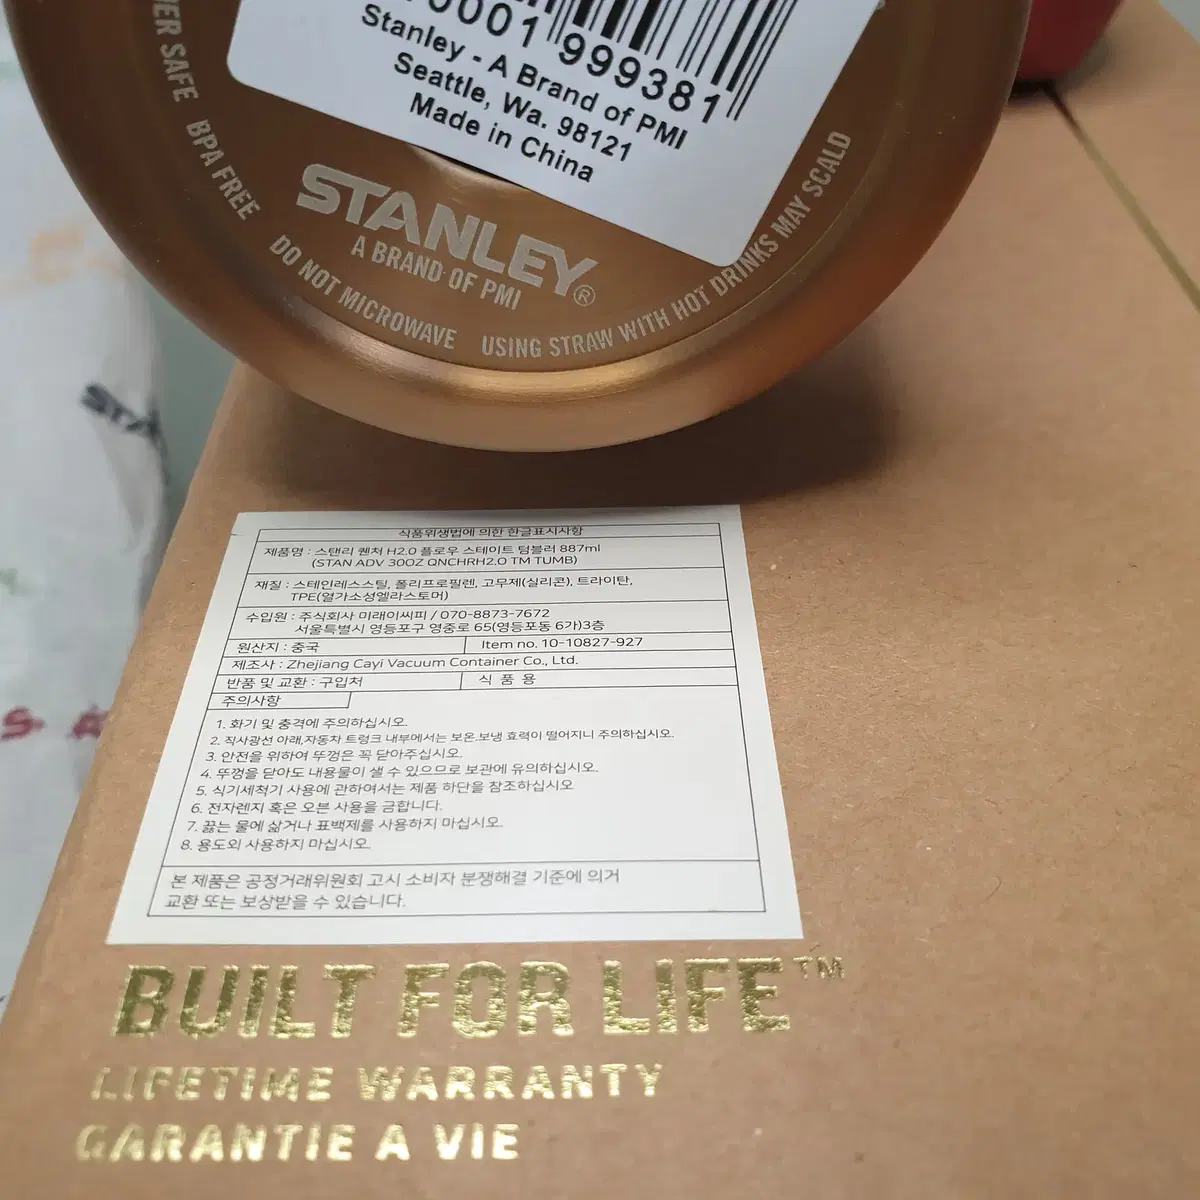 0001 999381
Stanley - A Brand of PMI
Seattle, Wa. 98121
Made in China
SAFE BPA FREE DO NOT MICROWAVE USING STRAW WITH HOT DRINKS MAY SCALD
STANLEY®
A BRAND OF PMI
식품위생법에 의한 한글표시사항
제품명 : 스탠리 퀜처 H2.0 플로우 스테이트 텀블러 887ml
(STAN ADV 30OZ QNCHRH2.0 TM TUMB)
재질 : 스테인레스스틸, 폴리프로필렌, 고무제(실리콘), 트라이탄,
TPE(열가소성엘라스토머)
수입원 : 주식회사 미래이씨피 / 070-8873-7672
서울특별시 영등포구 영중로 65(영등포동 6가)3층
원산지 : 중국 Item no. 10-10827-927
제조사 : Zhejiang Cayi Vacuum Container Co., Ltd.
반품 및 교환 : 구입처 식 품 용
주의사항
1. 화기 및 충격에 주의하십시오.
2. 직사광선 아래,자동차 트렁크 내부에서는 보온.보냉 효력이 떨어지니 주의하십시오.
3. 안전을 위하여 뚜껑은 꼭 닫아주십시오.
4. 뚜껑을 닫아도 내용물이 샐 수 있으므로 보관에 유의하십시오.
5. 식기세척기 사용에 관하여서는 제품 하단을 참조하십시오
6. 전자렌지 혹은 오븐 사용을 금합니다.
7. 끓는 물에 삶거나 표백제를 사용하지 마십시오.
8. 용도외 사용하지 마십시오.
본 제품은 공정거래위원회 고시 소비자 분쟁해결 기준에 의거
교환 또는 보상받을 수 있습니다.
BUILT FOR LIFE™
LIFETIME WARRANTY
GARANTIE A VIE